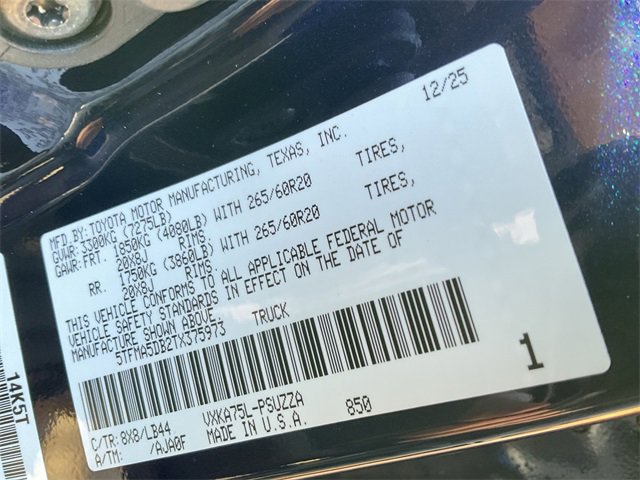 12/25
MFD.BY:TOYOTA MOTOR MANUFACTURING, TEXAS, INC.
GVWR:3300KG (7275LB)
GAWR:FRT. 1850KG (4080LB) WITH 265/60R20 TIRES,
20X8J RIMS.
RR. 1750KG (3860LB) WITH 265/60R20 TIRES,
20X8J RIMS.
THIS VEHICLE CONFORMS TO ALL APPLICABLE FEDERAL MOTOR
VEHICLE SAFETY STANDARDS IN EFFECT ON THE DATE OF
MANUFACTURE SHOWN ABOVE.
5TFMA5DB2TX375973 TRUCK
1
C/TR: 8X8/LB44 VXKA75L-PSUZZA 850
A/TM: /AJA0F MADE IN U.S.A.
14K5T